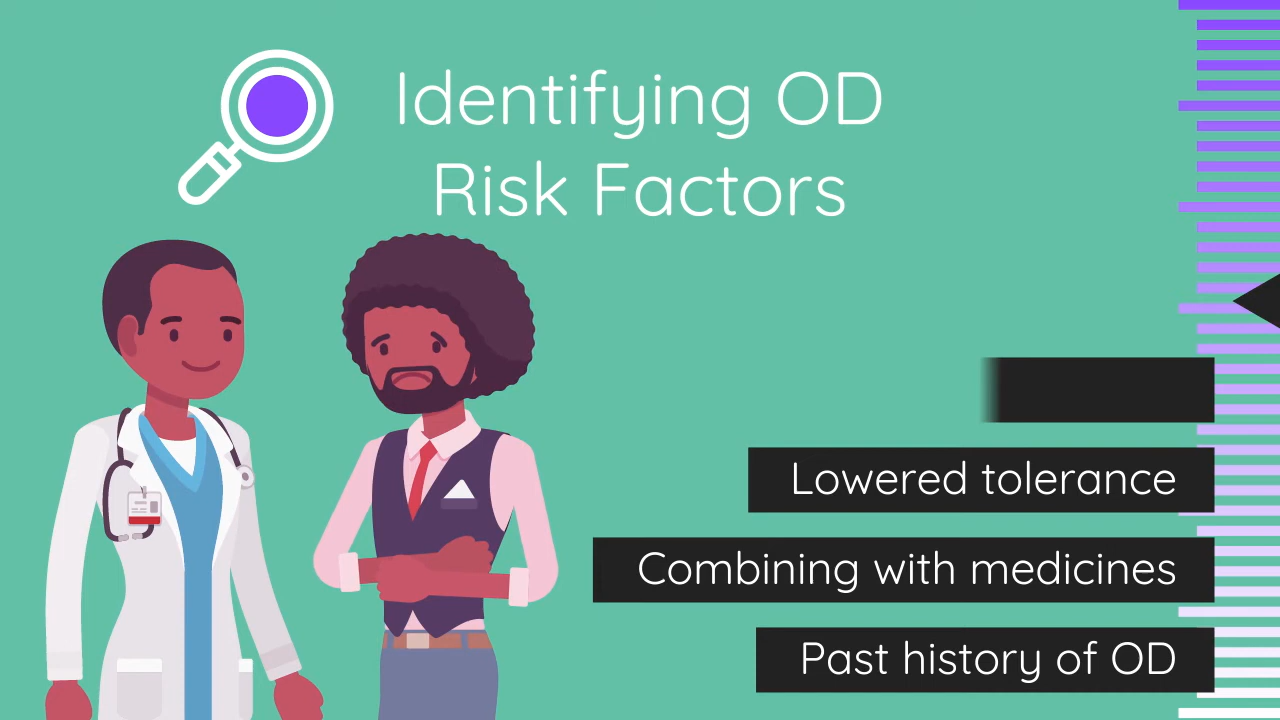 Identifying OD
Risk Factors
Lowered tolerance
Combining with medicines
Past history of OD